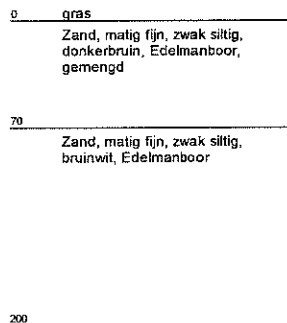 0 gras
Zand, matig fijn, zwak siltig,
donkerbruin, Edelmanboor,
gemengd
70
Zand, matig fijn, zwak siltig,
bruinwit, Edelmanboor
200